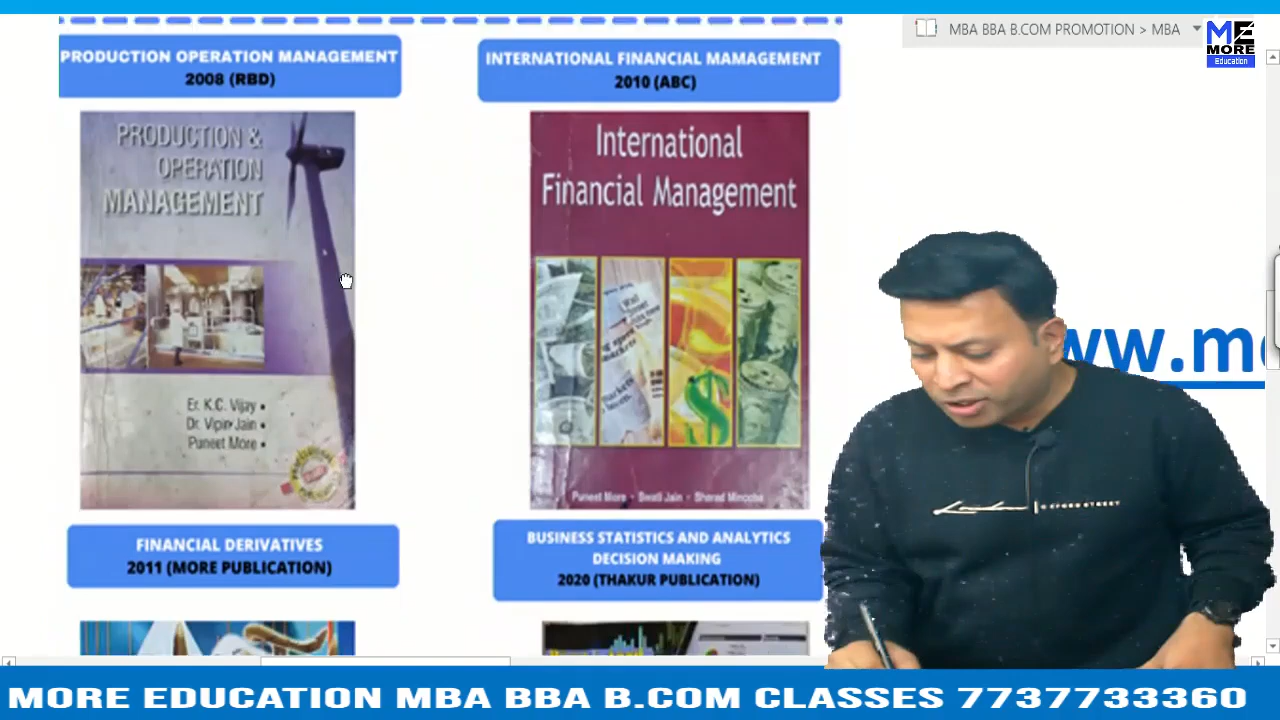 MBA BBA B.COM PROMOTION > MBA
ME
MORE
Education
PRODUCTION OPERATION MANAGEMENT
2008 (RBD)
INTERNATIONAL FINANCIAL MAMAGEMENT
2010 (ABC)
PRODUCTION &
OPERATION
MANAGEMENT
Er. K.C. Vijay •
Dr. Vipin Jain •
Puneet More •
International
Financial Management
Puneet More • Swati Jain • Sharad Minocha
ww.m
FINANCIAL DERIVATIVES
2011 (MORE PUBLICATION)
BUSINESS STATISTICS AND ANALYTICS
DECISION MAKING
2020 (THAKUR PUBLICATION)
MORE EDUCATION MBA BBA B.COM CLASSES 7737733360